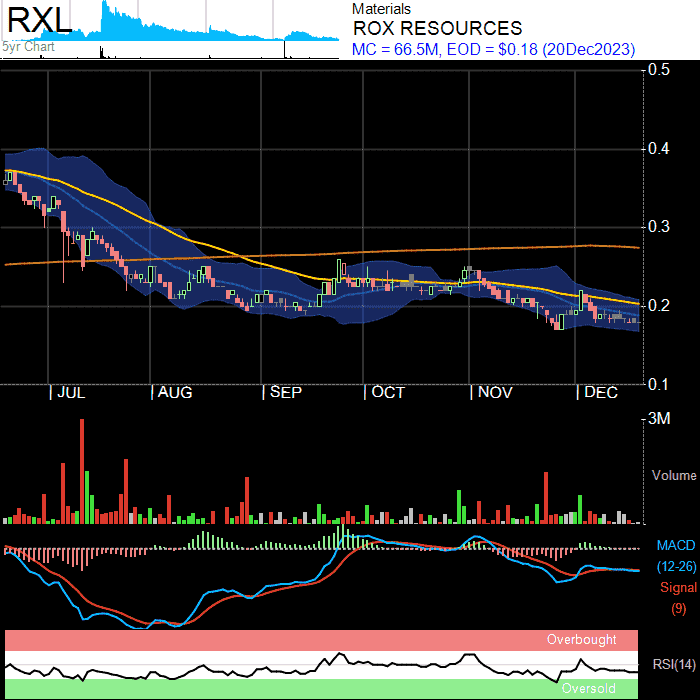 RXL
5yr Chart
Materials
ROX RESOURCES
MC = 66.5M, EOD = $0.18 (20Dec2023)
0.5
0.4
0.3
0.2
0.1
JUL
AUG
SEP
OCT
NOV
DEC
3M
Volume
MACD
(12-26)
Signal
(9)
Overbought
RSI(14)
Oversold